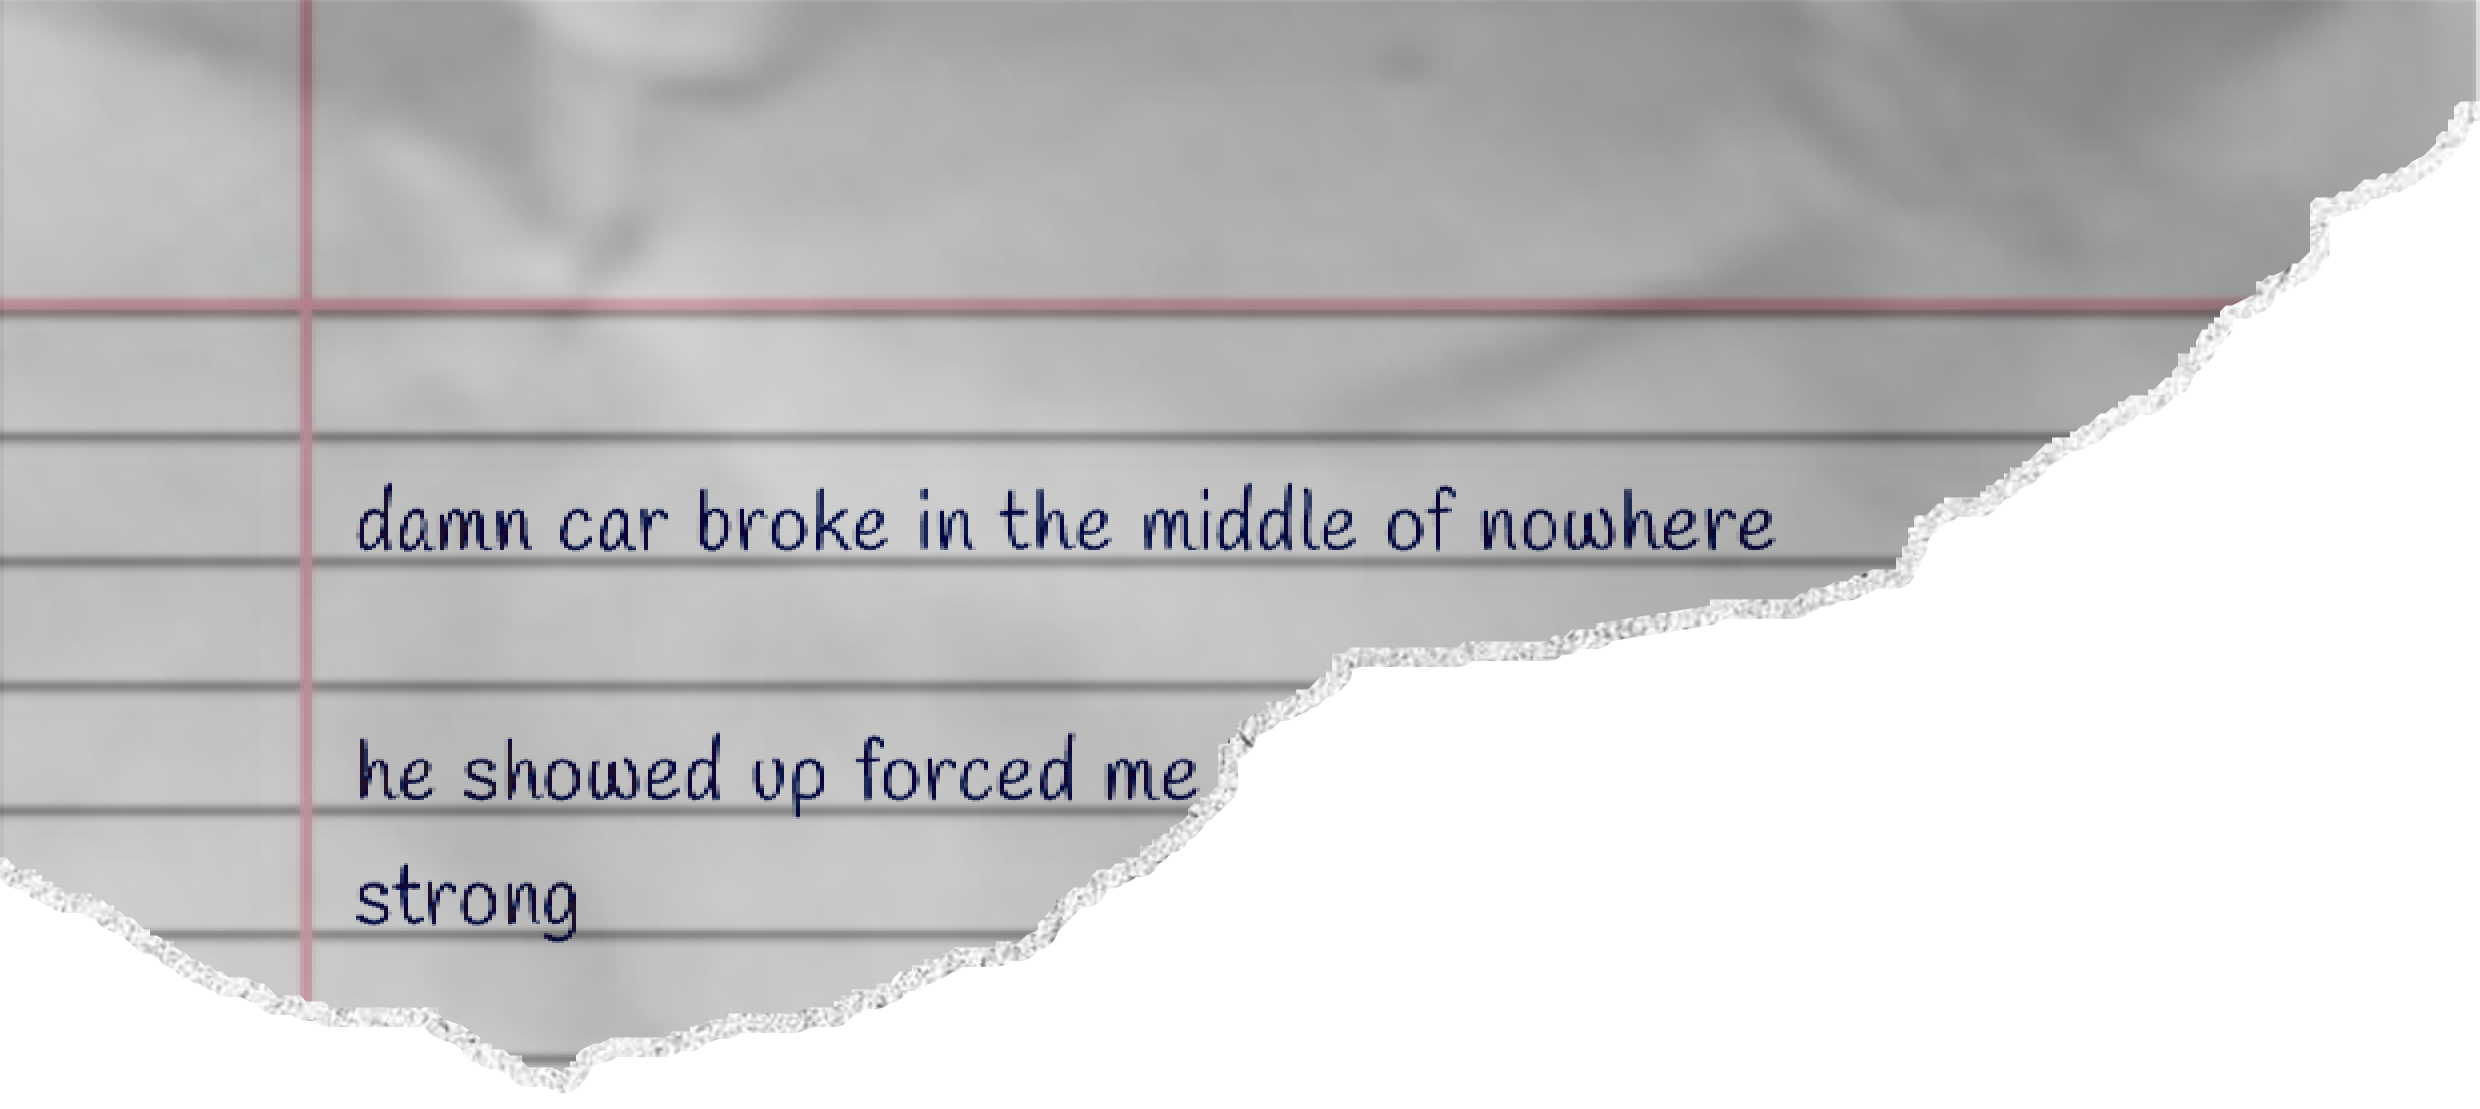 damn car broke in the middle of nowhere
he showed up forced me
strong